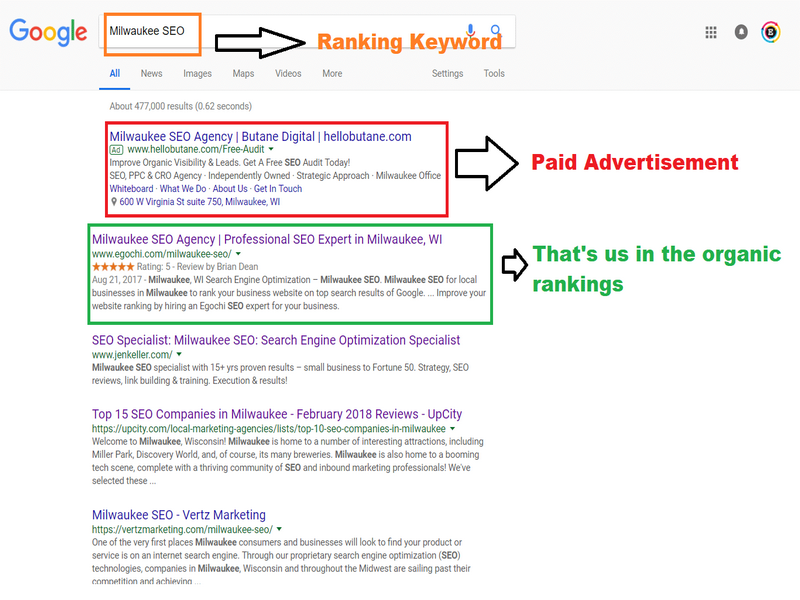 Google
Milwaukee SEO
Ranking Keyword
All News Images Maps Videos More Settings Tools
About 477,000 results (0.62 seconds)
Milwaukee SEO Agency | Butane Digital | hellobutane.com
Ad www.hellobutane.com/Free-Audit
Improve Organic Visibility & Leads. Get A Free SEO Audit Today!
SEO, PPC & CRO Agency · Independently Owned · Strategic Approach · Milwaukee Office
Whiteboard · What We Do · About Us · Get In Touch
600 W Virginia St suite 750, Milwaukee, WI
Paid Advertisement
Milwaukee SEO Agency | Professional SEO Expert in Milwaukee, WI
www.egochi.com/milwaukee-seo/
Rating: 5 - Review by Brian Dean
Aug 21, 2017 - Milwaukee, WI Search Engine Optimization – Milwaukee SEO. Milwaukee SEO for local
businesses in Milwaukee to rank your business website on top search results of Google. ... Improve your
website ranking by hiring an Egochi SEO expert for your business.
That's us in the organic
rankings
SEO Specialist: Milwaukee SEO: Search Engine Optimization Specialist
www.jenkeller.com/
Milwaukee SEO specialist with 15+ yrs proven results – small business to Fortune 50. Strategy, SEO
reviews, link building & training. Execution & results!
Top 15 SEO Companies in Milwaukee - February 2018 Reviews - UpCity
https://upcity.com/local-marketing-agencies/lists/top-10-seo-companies-in-milwaukee
Welcome to Milwaukee, Wisconsin! Milwaukee is home to a number of interesting attractions, including
Miller Park, Discovery World, and, of course, its many breweries. Milwaukee is also home to a booming
tech scene, complete with a thriving community of SEO and inbound marketing professionals! We've
selected these ...
Milwaukee SEO - Vertz Marketing
https://vertzmarketing.com/milwaukee-seo/
One of the very first places Milwaukee consumers and businesses will look to find your product or
service is on an internet search engine. Through our proprietary search engine optimization (SEO)
technologies, companies in Milwaukee, Wisconsin and throughout the Midwest are sailing past their
competition and achieving ...